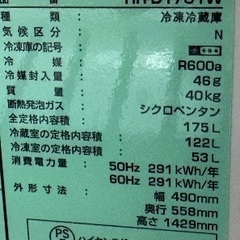 種類 冷凍冷蔵庫
気候区分 N
冷凍庫の記号
冷媒 R600a
冷媒封入量 46g
質量 40kg
断熱発泡ガス シクロペンタン
全定格内容積 175L
冷蔵室の定格内容積 122L
冷凍室の定格内容積 53L
消費電力量 50Hz 291kWh/年
60Hz 291kWh/年
外形寸法 幅 490mm
奥行 558mm
高さ 1429mm
PS